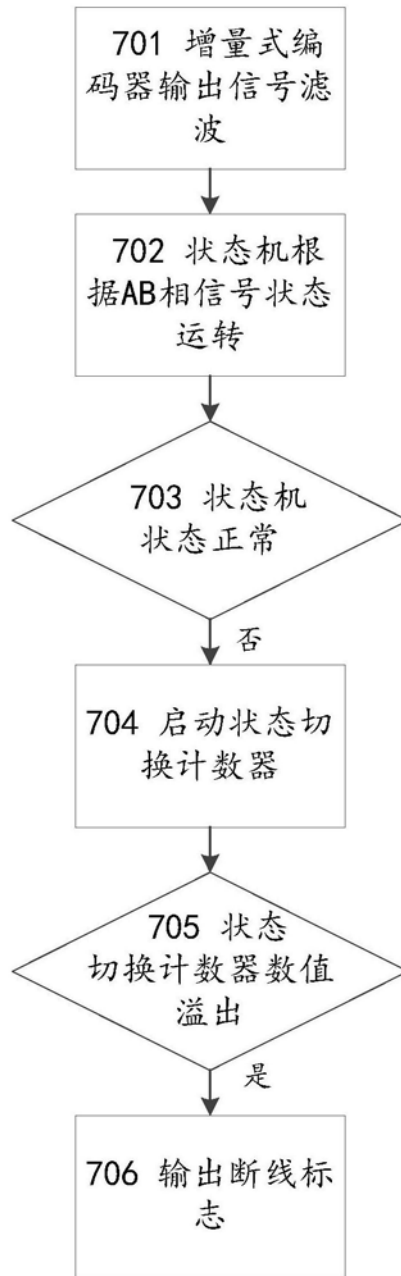 701 增量式编
码器输出信号滤
波
702 状态机根
据AB相信号状态
运转
703 状态机
状态正常
否
704 启动状态切
换计数器
705 状态
切换计数器数值
溢出
是
706 输出断线标
志